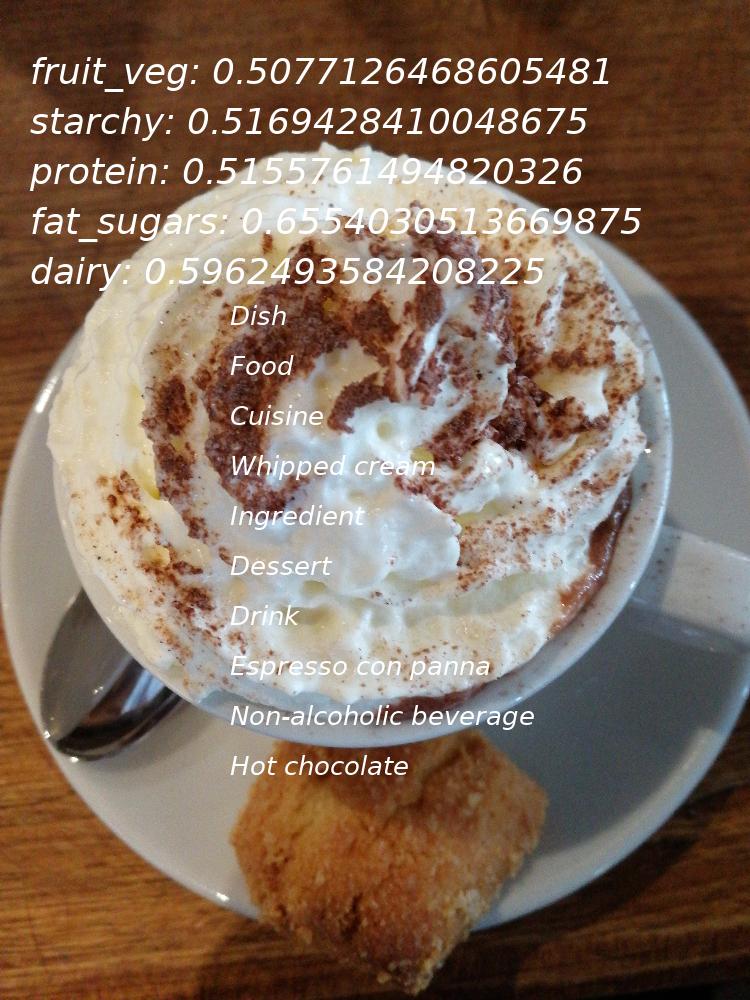 fruit_veg: 0.5077126468605481
starchy: 0.5169428410048675
protein: 0.5155761494820326
fat_sugars: 0.6554030513669875
dairy: 0.5962493584208225
Dish
Food
Cuisine
Whipped cream
Ingredient
Dessert
Drink
Espresso con panna
Non-alcoholic beverage
Hot chocolate